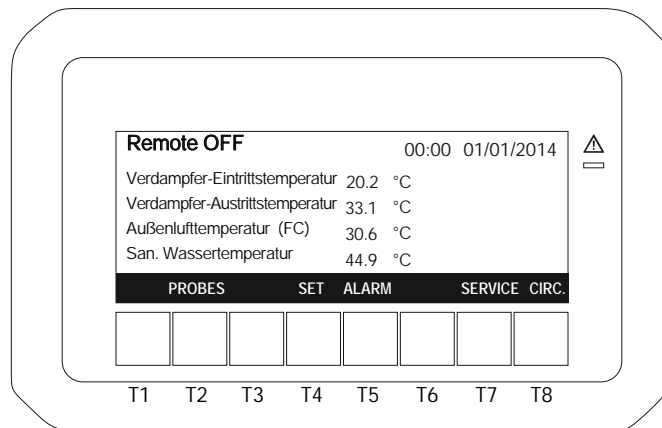 Remote OFF 00:00 01/01/2014
Verdampfer-Eintrittstemperatur 20.2 °C
Verdampfer-Austrittstemperatur 33.1 °C
Außenlufttemperatur (FC) 30.6 °C
San. Wassertemperatur 44.9 °C
PROBES SET ALARM SERVICE CIRC.
T1 T2 T3 T4 T5 T6 T7 T8